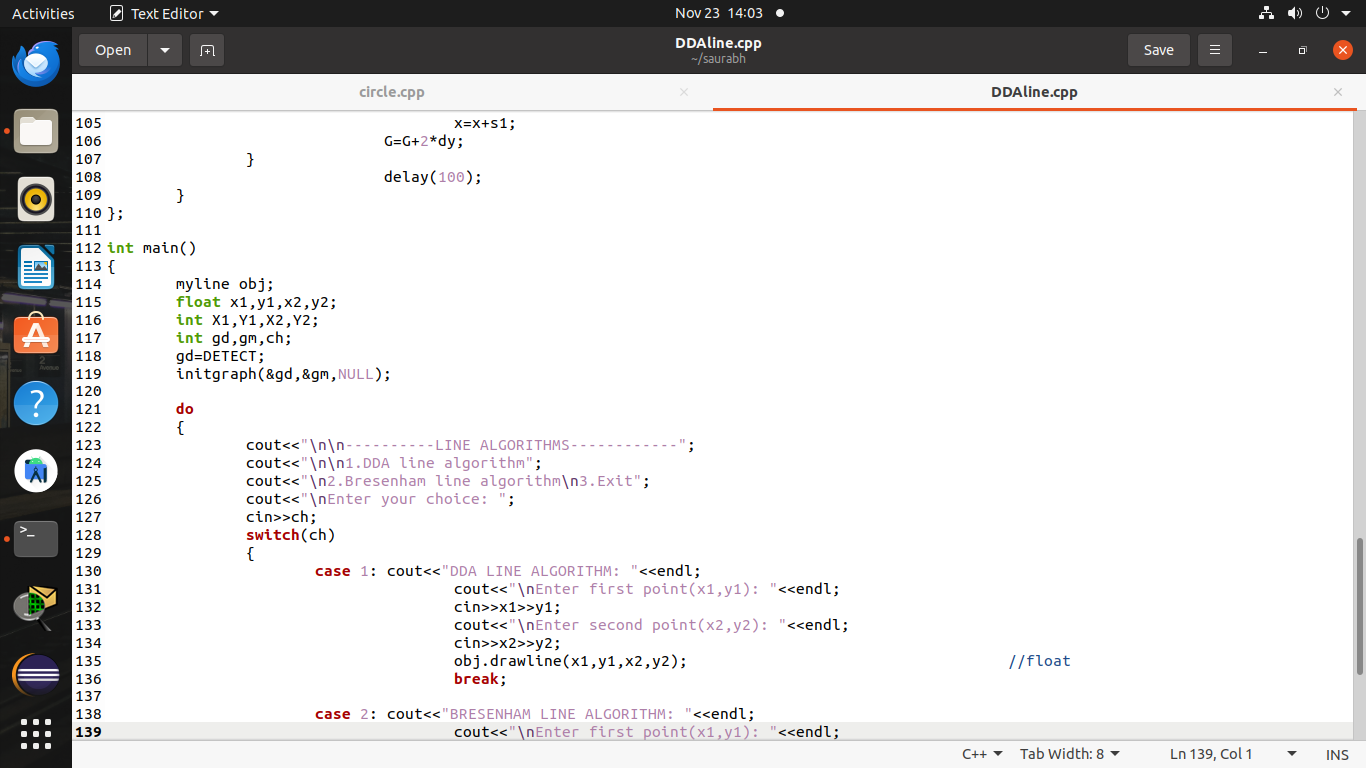 Activities Text Editor Nov 23 14:03
Open DDAline.cpp Save
~/saurabh
circle.cpp DDAline.cpp
105 x=x+s1;
106 G=G+2*dy;
107 }
108 delay(100);
109 }
110 };
111
112 int main()
113 {
114 myline obj;
115 float x1,y1,x2,y2;
116 int X1,Y1,X2,Y2;
117 int gd,gm,ch;
118 gd=DETECT;
119 initgraph(&gd,&gm,NULL);
120
121 do
122 {
123 cout<<"\n\n----------LINE ALGORITHMS------------";
124 cout<<"\n\n1.DDA line algorithm";
125 cout<<"\n2.Bresenham line algorithm\n3.Exit";
126 cout<<"\nEnter your choice: ";
127 cin>>ch;
128 switch(ch)
129 {
130 case 1: cout<<"DDA LINE ALGORITHM: "<<endl;
131 cout<<"\nEnter first point(x1,y1): "<<endl;
132 cin>>x1>>y1;
133 cout<<"\nEnter second point(x2,y2): "<<endl;
134 cin>>x2>>y2;
135 obj.drawline(x1,y1,x2,y2); //float
136 break;
137
138 case 2: cout<<"BRESENHAM LINE ALGORITHM: "<<endl;
139 cout<<"\nEnter first point(x1,y1): "<<endl;
C++ Tab Width: 8 Ln 139, Col 1 INS